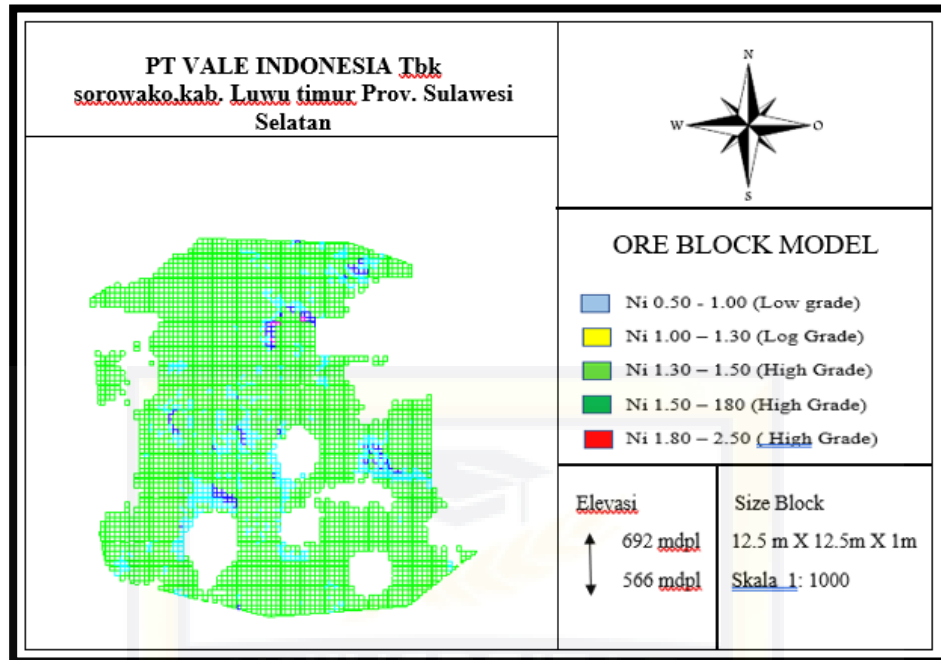 PT VALE INDONESIA Tbk
sorowako,kab. Luwu timur Prov. Sulawesi
Selatan
N
W
O
S
ORE BLOCK MODEL
Ni 0.50 - 1.00 (Low grade)
Ni 1.00 – 1.30 (Log Grade)
Ni 1.30 – 1.50 (High Grade)
Ni 1.50 – 180 (High Grade)
Ni 1.80 – 2.50 ( High Grade)
Elevasi
692 mdpl
566 mdpl
Size Block
12.5 m X 12.5m X 1m
Skala 1: 1000